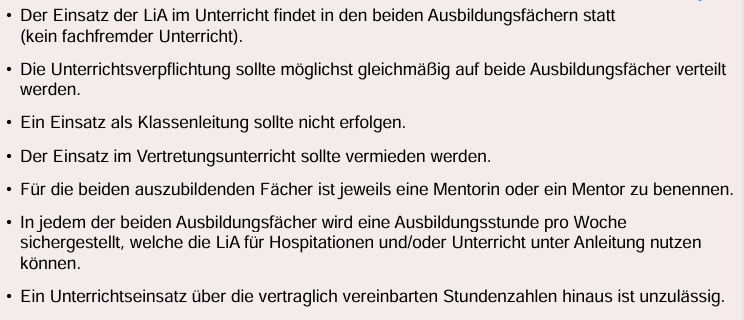 • Der Einsatz der LiA im Unterricht findet in den beiden Ausbildungsfächern statt
(kein fachfremder Unterricht).
• Die Unterrichtsverpflichtung sollte möglichst gleichmäßig auf beide Ausbildungsfächer verteilt
werden.
• Ein Einsatz als Klassenleitung sollte nicht erfolgen.
• Der Einsatz im Vertretungsunterricht sollte vermieden werden.
• Für die beiden auszubildenden Fächer ist jeweils eine Mentorin oder ein Mentor zu benennen.
• In jedem der beiden Ausbildungsfächer wird eine Ausbildungsstunde pro Woche
sichergestellt, welche die LiA für Hospitationen und/oder Unterricht unter Anleitung nutzen
können.
• Ein Unterrichtseinsatz über die vertraglich vereinbarten Stundenzahlen hinaus ist unzulässig.